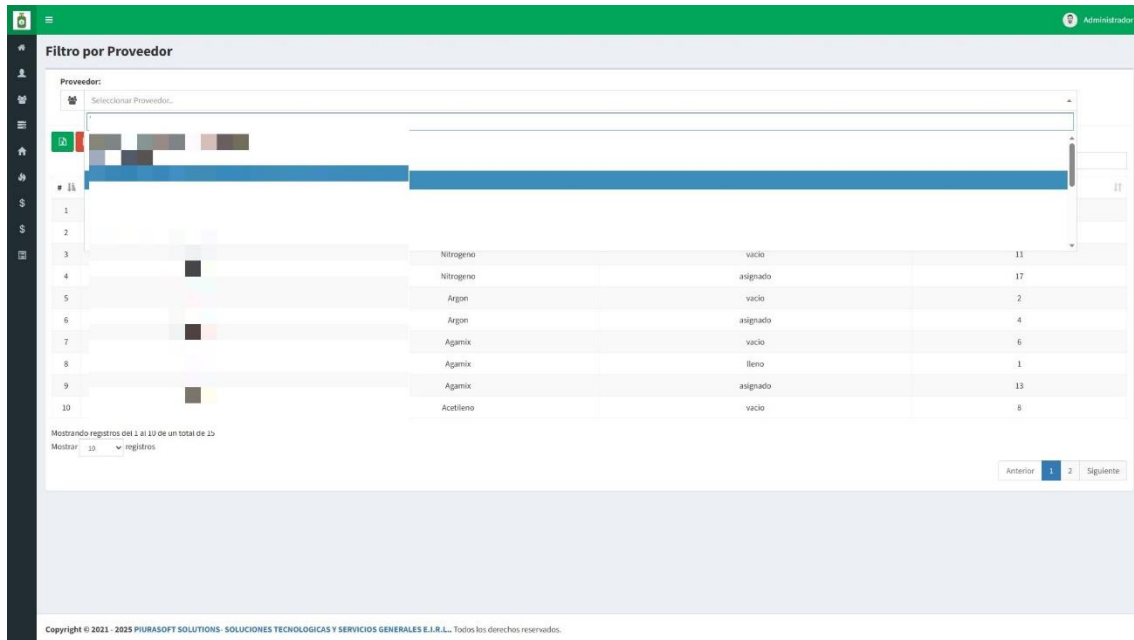 Administrador
Filtro por Proveedor
Proveedor:
Seleccionar Proveedor..
#
1
2
3 Nitrogeno vacio 11
4 Nitrogeno asignado 17
5 Argon vacio 2
6 Argon asignado 4
7 Agamix vacio 6
8 Agamix lleno 1
9 Agamix asignado 13
10 Acetileno vacio 8
Mostrando registros del 1 al 10 de un total de 15
Mostrar 10 registros
Anterior 1 2 Siguiente
Copyright © 2021 - 2025 PIURASOFT SOLUTIONS- SOLUCIONES TECNOLOGICAS Y SERVICIOS GENERALES E.I.R.L.. Todos los derechos reservados.